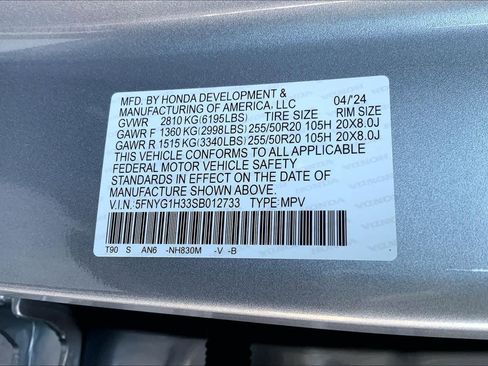 MFD. BY HONDA DEVELOPMENT &
MANUFACTURING OF AMERICA, LLC 04/'24
GVWR 2810 KG(6195LBS) TIRE SIZE RIM SIZE
GAWR F 1360 KG(2998LBS) 255/50R20 105H 20X8.0J
GAWR R 1515 KG(3340LBS) 255/50R20 105H 20X8.0J
THIS VEHICLE CONFORMS TO ALL APPLICABLE
FEDERAL MOTOR VEHICLE SAFETY
STANDARDS IN EFFECT ON THE DATE OF
MANUFACTURE SHOWN ABOVE.
V.I.N.: 5FNYG1H33SB012733 TYPE: MPV
T90 S AN6 -NH830M -V -B